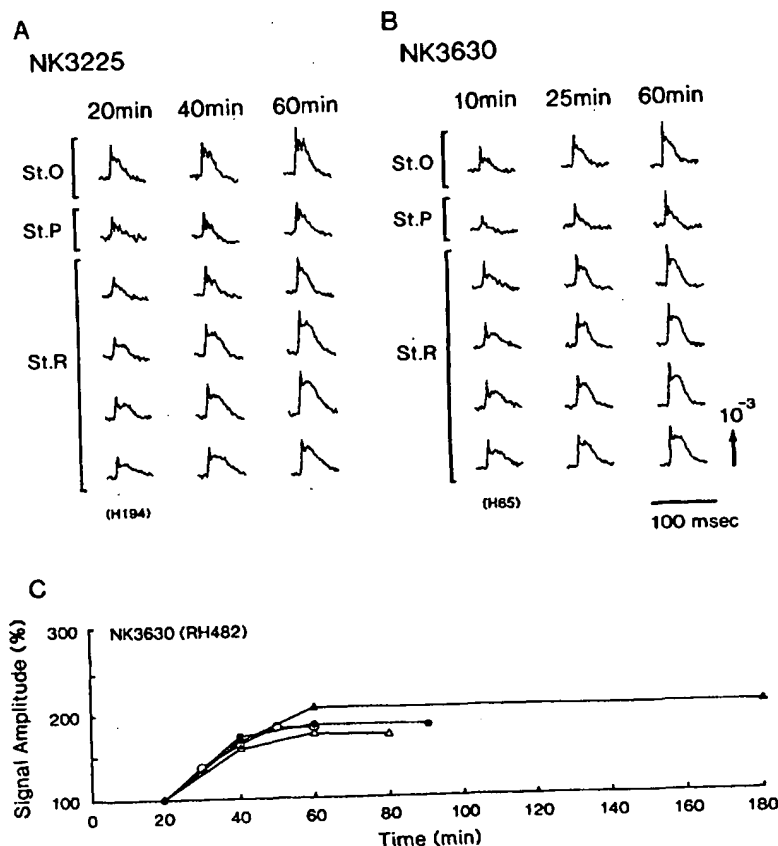 A
NK3225
20min 40min 60min
St.O
St.P
St.R
(H194)
B
NK3630
10min 25min 60min
St.O
St.P
St.R
(H65)
10-3
100 msec
C
NK3630 (RH482)
Signal Amplitude (%)
300
200
100
0 20 40 60 80 100 120 140 160 180
Time (min)